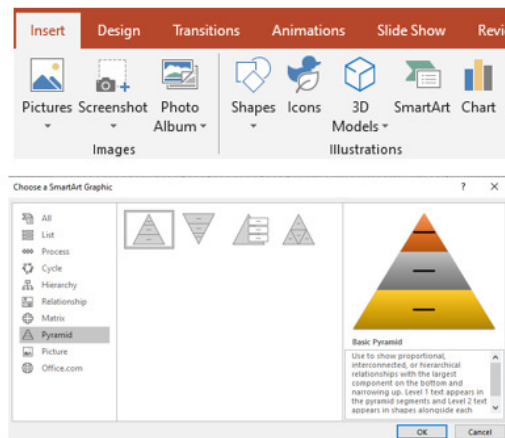 Insert Design Transitions Animations Slide Show Revi
Pictures Screenshot Photo Album Shapes Icons 3D Models SmartArt Chart
Images Illustrations
Choose a SmartArt Graphic ? X
All
List
Process
Cycle
Hierarchy
Relationship
Matrix
Pyramid
Picture
Office.com
Basic Pyramid
Use to show proportional,
interconnected, or hierarchical
relationships with the largest
component on the bottom and
narrowing up. Level 1 text appears in
the pyramid segments and Level 2 text
appears in shapes alongside each
OK Cancel